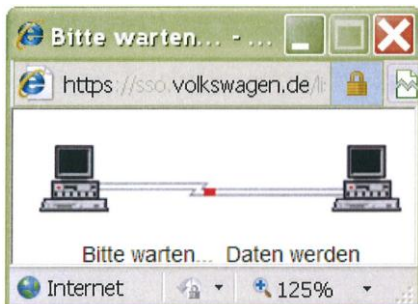 Bitte warten... - ...
https://sso.volkswagen.de/
Bitte warten... Daten werden
Internet
125%